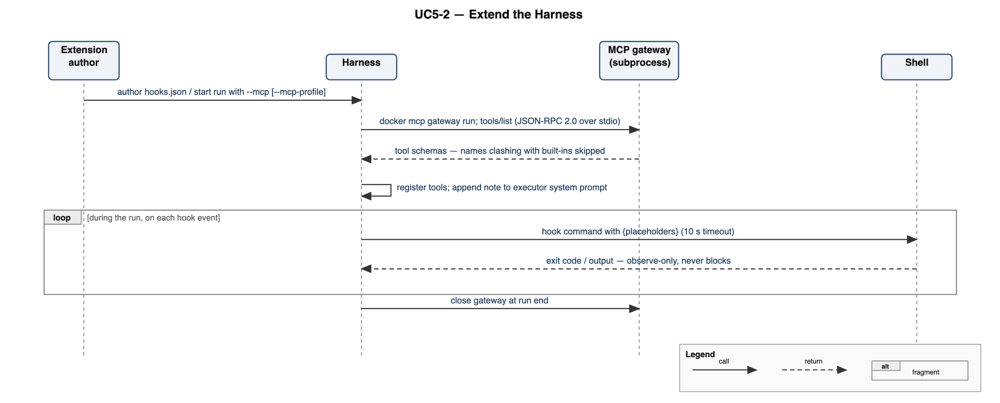 UC5-2 — Extend the Harness
Extension
author
Harness
MCP gateway
(subprocess)
Shell
author hooks.json / start run with --mcp [--mcp-profile]
docker mcp gateway run; tools/list (JSON-RPC 2.0 over stdio)
tool schemas — names clashing with built-ins skipped
register tools; append note to executor system prompt
loop
[during the run, on each hook event]
hook command with {placeholders} (10 s timeout)
exit code / output — observe-only, never blocks
close gateway at run end
Legend
call
return
alt
fragment